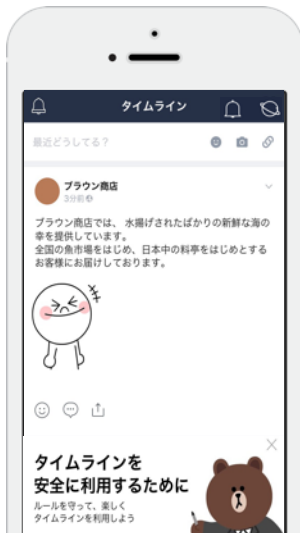 タイムライン
最近どうしてる？
ブラウン商店
3分前
ブラウン商店では、 水揚げされたばかりの新鮮な海の
幸を提供しています。
全国の魚市場をはじめ、日本中の料亭をはじめとする
お客様にお届けしております。
タイムラインを
安全に利用するために
ルールを守って、楽しく
タイムラインを利用しよう